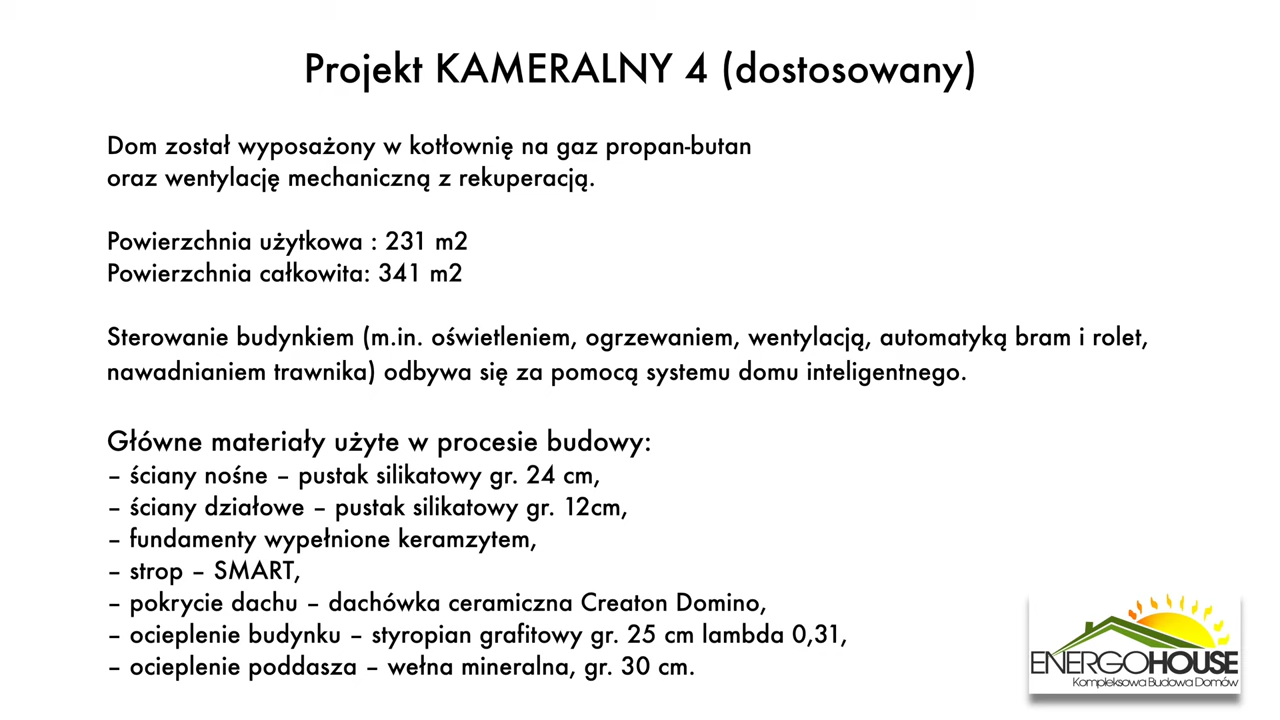 Projekt KAMERALNY 4 (dostosowany)
Dom został wyposażony w kotłownię na gaz propan-butan
oraz wentylację mechaniczną z rekuperacją.
Powierzchnia użytkowa : 231 m2
Powierzchnia całkowita: 341 m2
Sterowanie budynkiem (m.in. oświetleniem, ogrzewaniem, wentylacją, automatyką bram i rolet,
nawadnianiem trawnika) odbywa się za pomocą systemu domu inteligentnego.
Główne materiały użyte w procesie budowy:
– ściany nośne – pustak silikatowy gr. 24 cm,
– ściany działowe – pustak silikatowy gr. 12cm,
– fundamenty wypełnione keramzytem,
– strop – SMART,
– pokrycie dachu – dachówka ceramiczna Creaton Domino,
– ocieplenie budynku – styropian grafitowy gr. 25 cm lambda 0,31,
– ocieplenie poddasza – wełna mineralna, gr. 30 cm.
ENERGOHOUSE
Kompleksowa Budowa Domów